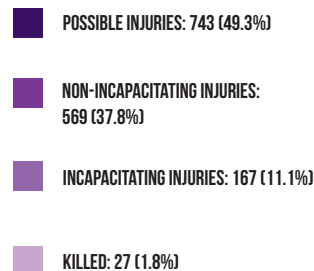 POSSIBLE INJURIES: 743 (49.3%)
NON-INCAPACITATING INJURIES:
569 (37.8%)
INCAPACITATING INJURIES: 167 (11.1%)
KILLED: 27 (1.8%)